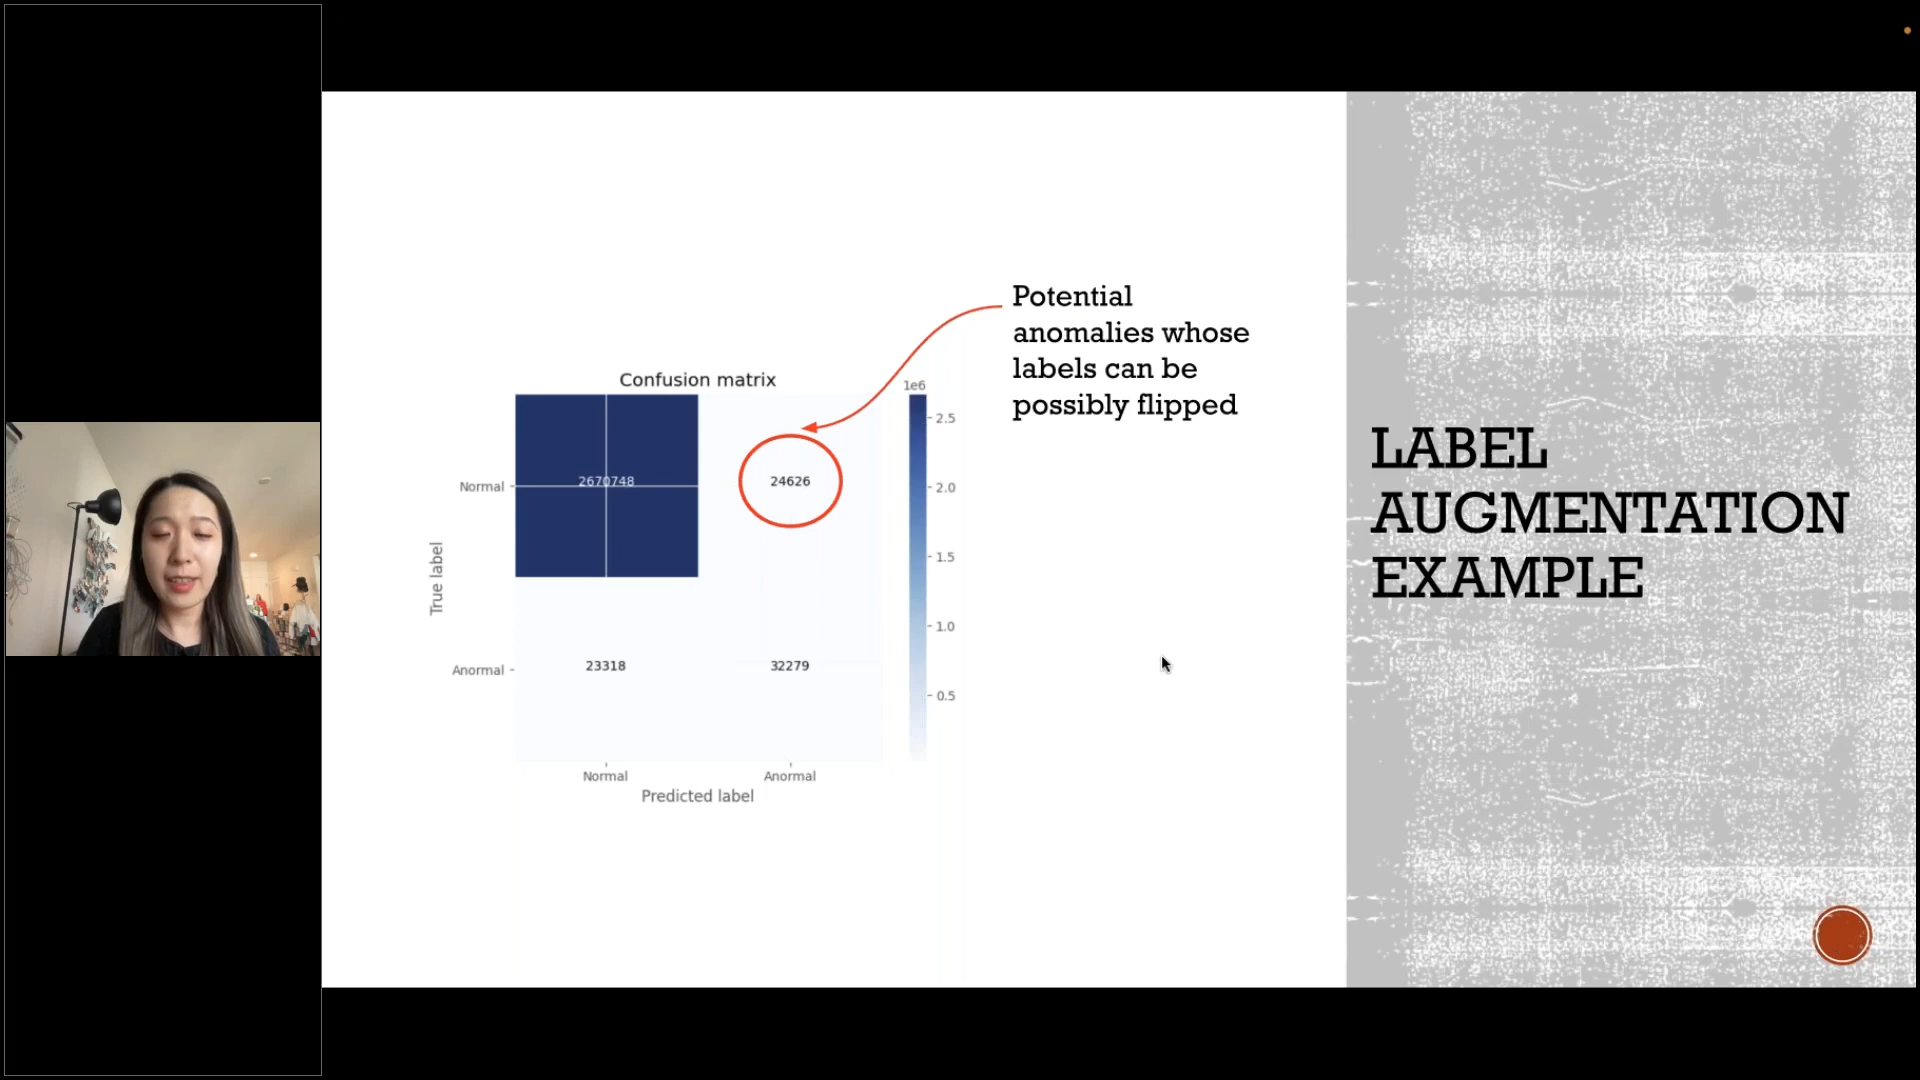 Potential
anomalies whose
labels can be
possibly flipped
Confusion matrix
1e6
2.5
2.0
1.5
1.0
0.5
True label
Normal
2670748
24626
Anormal
23318
32279
Normal
Anormal
Predicted label
LABEL
AUGMENTATION
EXAMPLE